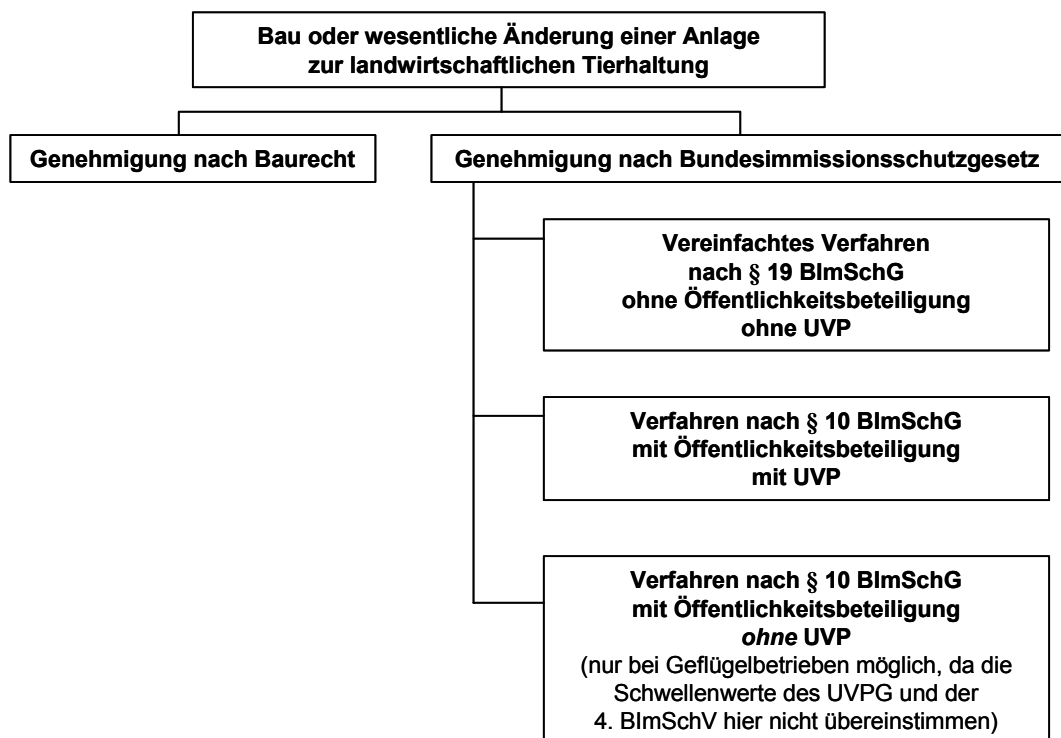 Bau oder wesentliche Änderung einer Anlage
zur landwirtschaftlichen Tierhaltung
Genehmigung nach Baurecht
Genehmigung nach Bundesimmissionsschutzgesetz
Vereinfachtes Verfahren
nach § 19 BImSchG
ohne Öffentlichkeitsbeteiligung
ohne UVP
Verfahren nach § 10 BImSchG
mit Öffentlichkeitsbeteiligung
mit UVP
Verfahren nach § 10 BImSchG
mit Öffentlichkeitsbeteiligung
ohne UVP
(nur bei Geflügelbetrieben möglich, da die
Schwellenwerte des UVPG und der
4. BImSchV hier nicht übereinstimmen)